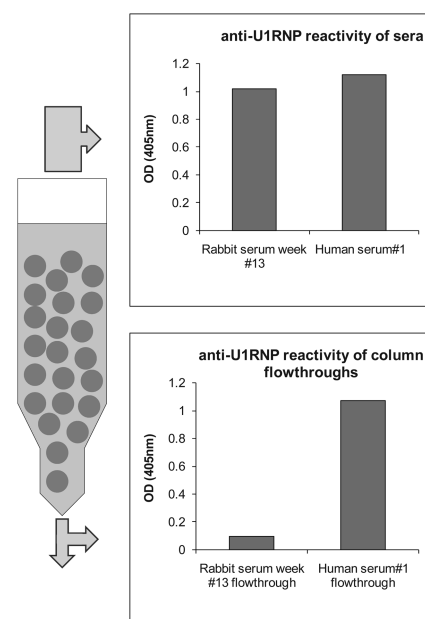 anti-U1RNP reactivity of sera
1.2
1
0.8
0.6
0.4
0.2
0
OD (405nm)
Rabbit serum week
#13
Human serum#1
anti-U1RNP reactivity of column
flowthroughs
1.2
1
0.8
0.6
0.4
0.2
0
OD (405nm)
Rabbit serum week
#13 flowthrough
Human serum#1
flowthrough